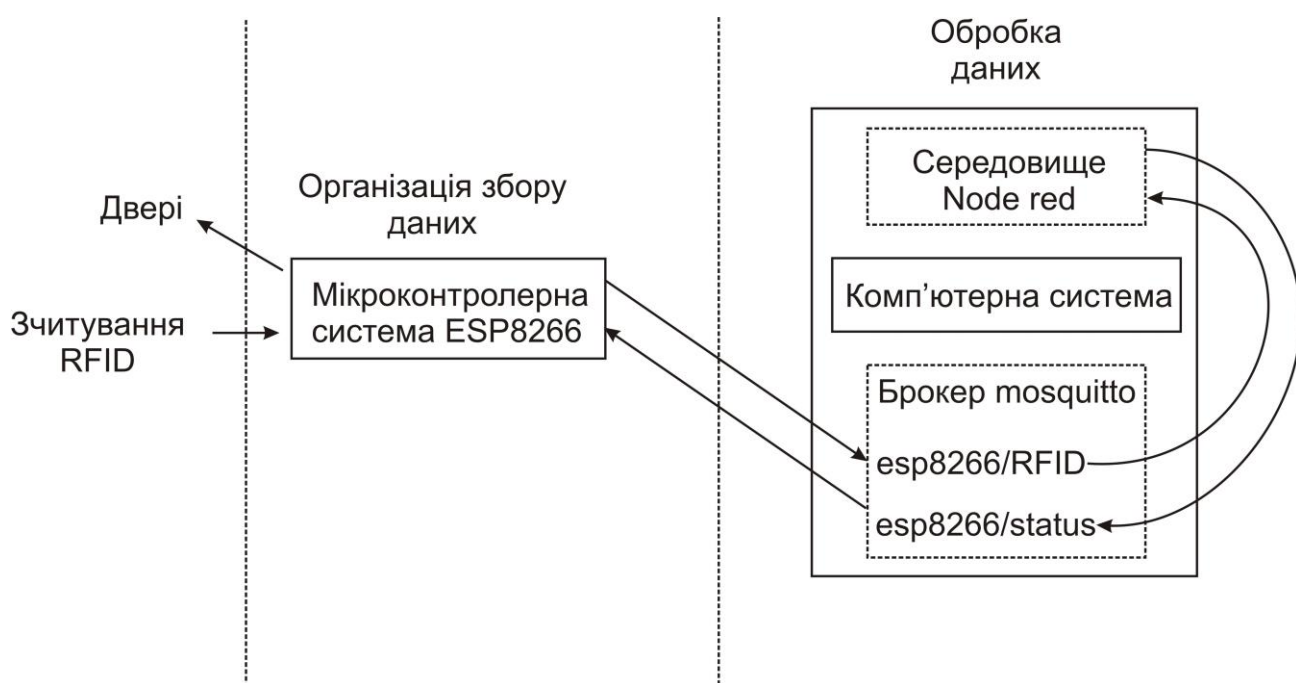 Двері
Зчитування
RFID
Організація збору
даних
Мікроконтролерна
система ESP8266
Обробка
даних
Середовище
Node red
Комп’ютерна система
Брокер mosquitto
esp8266/RFID
esp8266/status